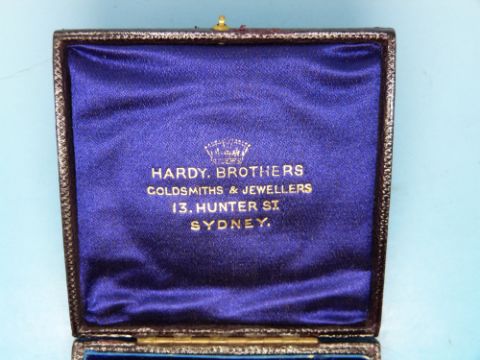 HARDY. BROTHERS
GOLDSMITHS & JEWELLERS
13. HUNTER ST
SYDNEY.